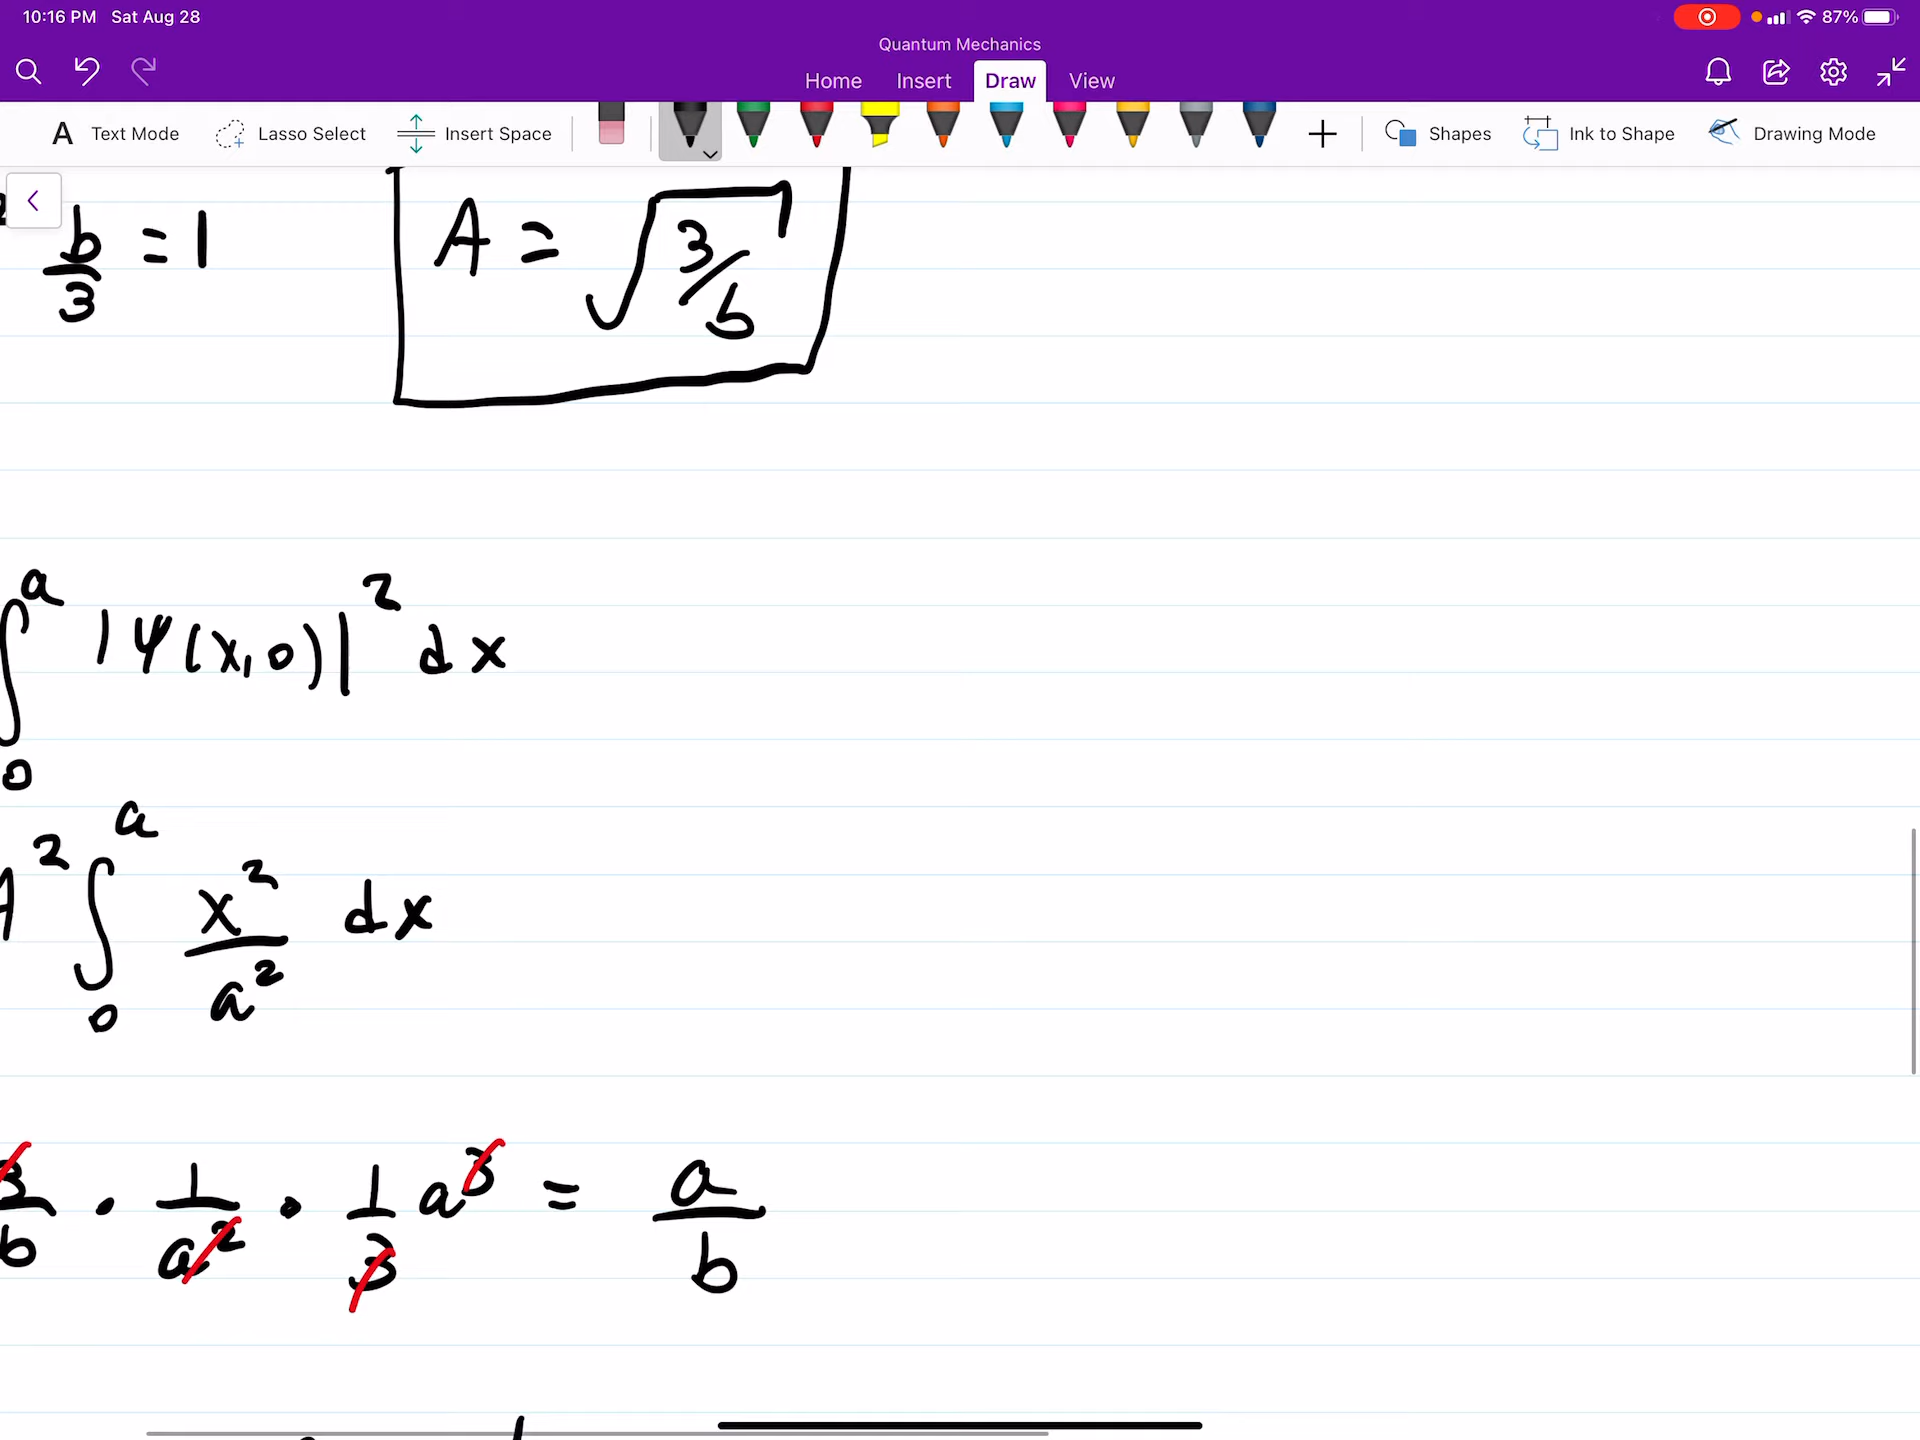 10:16 PM Sat Aug 28
87%
Quantum Mechanics
Home Insert Draw View
A Text Mode Lasso Select Insert Space Shapes Ink to Shape Drawing Mode
b/3 = 1 A = √(3/b)
∫₀ᵃ |Ψ(x,0)|² dx
A² ∫₀ᵃ x²/a² dx
3/b · 1/a² · 1/3 a³ = a/b